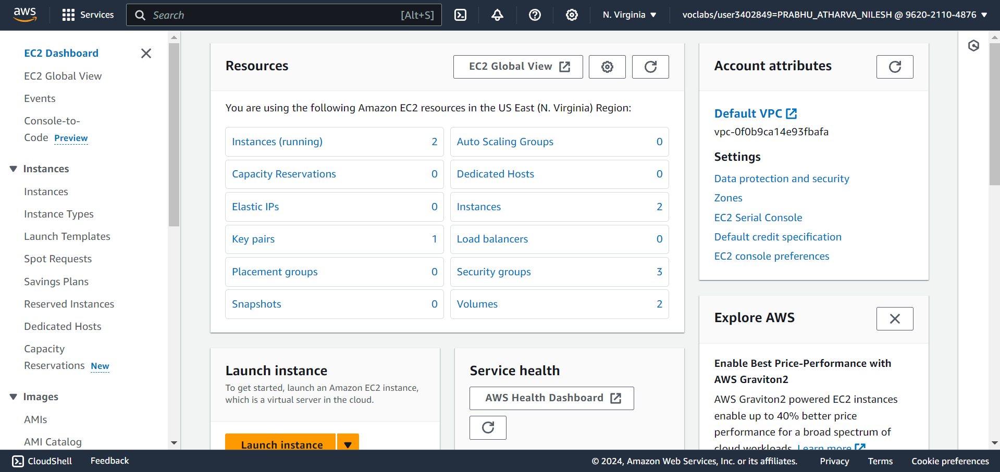 aws
Services
Search [Alt+S]
N. Virginia
voclabs/user3402849=PRABHU_ATHARVA_NILESH @ 9620-2110-4876
EC2 Dashboard
EC2 Global View
Events
Console-to-
Code Preview
Instances
Instances
Instance Types
Launch Templates
Spot Requests
Savings Plans
Reserved Instances
Dedicated Hosts
Capacity
Reservations New
Images
AMIs
AMI Catalog
Resources
EC2 Global View
You are using the following Amazon EC2 resources in the US East (N. Virginia) Region:
Instances (running) 2
Auto Scaling Groups 0
Capacity Reservations 0
Dedicated Hosts 0
Elastic IPs 0
Instances 2
Key pairs 1
Load balancers 0
Placement groups 0
Security groups 3
Snapshots 0
Volumes 2
Launch instance
To get started, launch an Amazon EC2 instance,
which is a virtual server in the cloud.
Launch instance
Service health
AWS Health Dashboard
Account attributes
Default VPC
vpc-0f0b9ca14e93fbafa
Settings
Data protection and security
Zones
EC2 Serial Console
Default credit specification
EC2 console preferences
Explore AWS
Enable Best Price-Performance with
AWS Graviton2
AWS Graviton2 powered EC2 instances
enable up to 40% better price
performance for a broad spectrum of
cloud workloads. Learn more
CloudShell
Feedback
© 2024, Amazon Web Services, Inc. or its affiliates.
Privacy
Terms
Cookie preferences